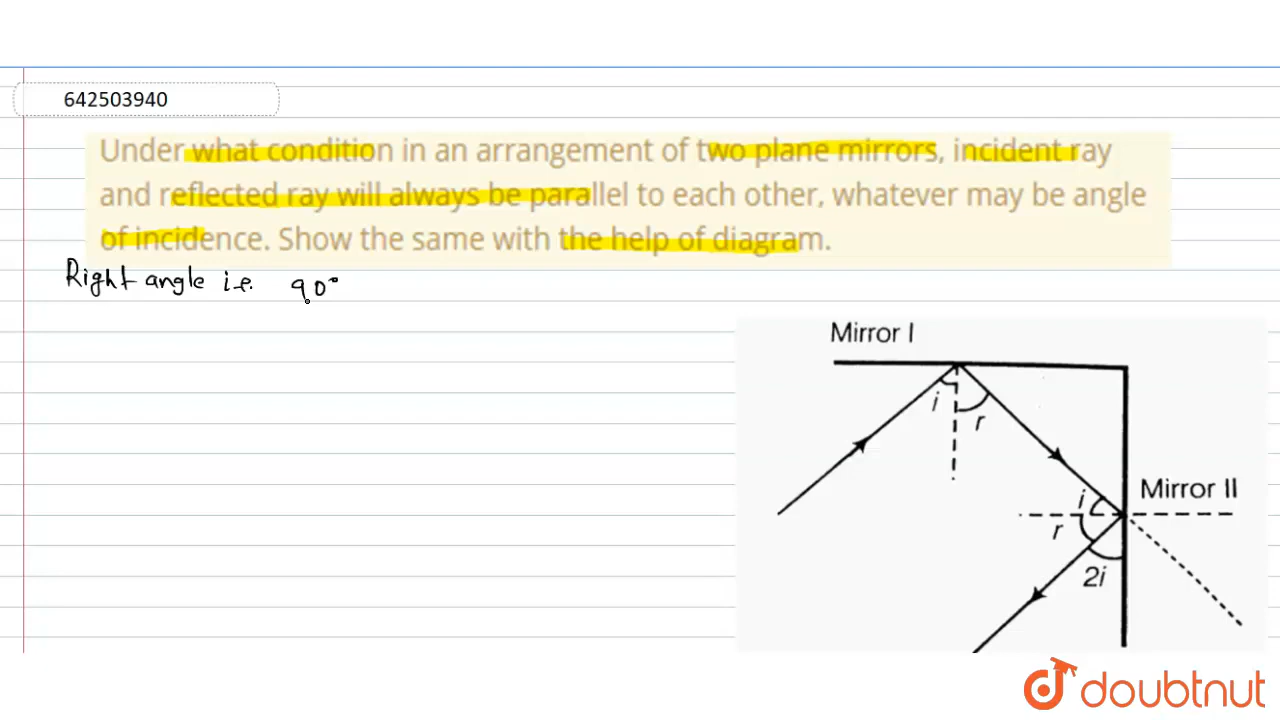 642503940
Under what condition in an arrangement of two plane mirrors, incident ray
and reflected ray will always be parallel to each other, whatever may be angle
of incidence. Show the same with the help of diagram.
Right angle i.e. 90°
Mirror I
i
r
i
Mirror II
r
2i
doubtnut